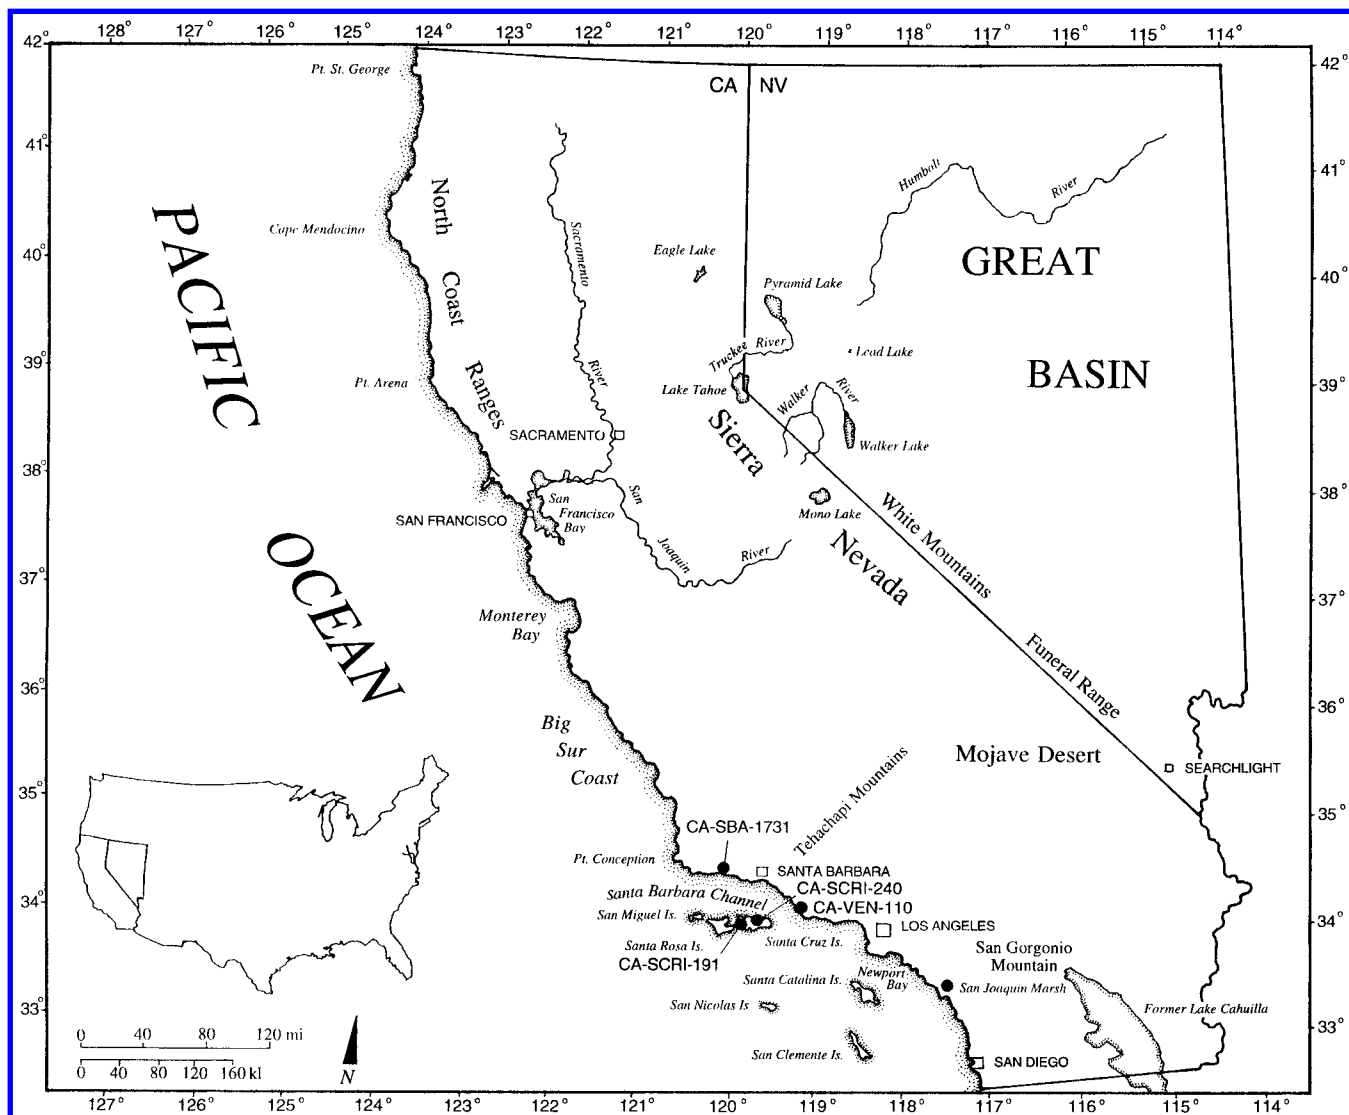 128° 127° 126° 125° 124° 123° 122° 121° 120° 119° 118° 117° 116° 115° 114°
42° 42°
Pt. St. George
CA NV
41° 41°
Humbolt River
North Coast Ranges
Sacramento River
PACIFIC OCEAN
Cape Mendocino
40° 40°
Eagle Lake
GREAT BASIN
Pyramid Lake
Truckee River
Load Lake
39° 39°
Pt. Arena
Lake Tahoe
Walker River
SACRAMENTO
Sierra Nevada
Walker Lake
38° 38°
San Francisco Bay
SAN FRANCISCO
San Joaquin River
Mono Lake
White Mountains
37° 37°
Monterey
Bay
Funeral Range
36° 36°
Big
Sur
Coast
Mojave Desert
SEARCHLIGHT
35° 35°
Tehachapi Mountains
CA-SBA-1731
Pt. Conception
SANTA BARBARA
CA-SCRI-240
Santa Barbara Channel
CA-VEN-110
34° 34°
San Miguel Is.
LOS ANGELES
Santa Rosa Is.
Santa Cruz Is.
CA-SCRI-191
San Gorgonio
Mountain
Santa Catalina Is.
Newport
Bay
San Joaquin Marsh
San Nicolas Is
Former Lake Cahuilla
33° 33°
San Clemente Is.
SAN DIEGO
0 40 80 120 mi
0 40 80 120 160 kl
N
127° 126° 125° 124° 123° 122° 121° 120° 119° 118° 117° 116° 115° 114°